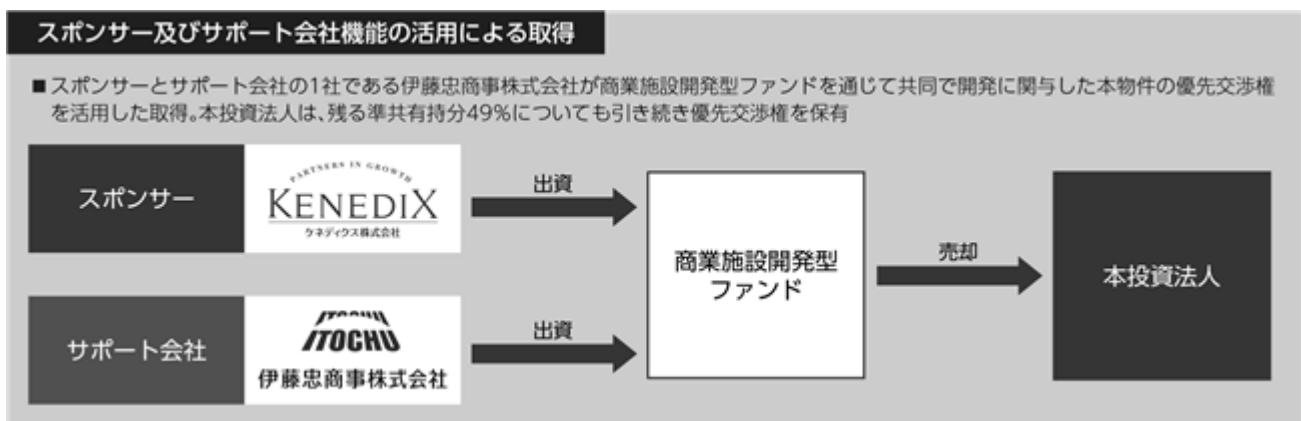 スポンサー及びサポート会社機能の活用による取得
■スポンサーとサポート会社の1社である伊藤忠商事株式会社が商業施設開発型ファンドを通じて共同で開発に関与した本物件の優先交渉権
を活用した取得。本投資法人は、残る準共有持分49%についても引き続き優先交渉権を保有
スポンサー
PARTNERS IN GROWTH
KENEDIX
ケネディクス株式会社
出資
商業施設開発型
ファンド
売却
本投資法人
サポート会社
ITOCHU
伊藤忠商事株式会社
出資